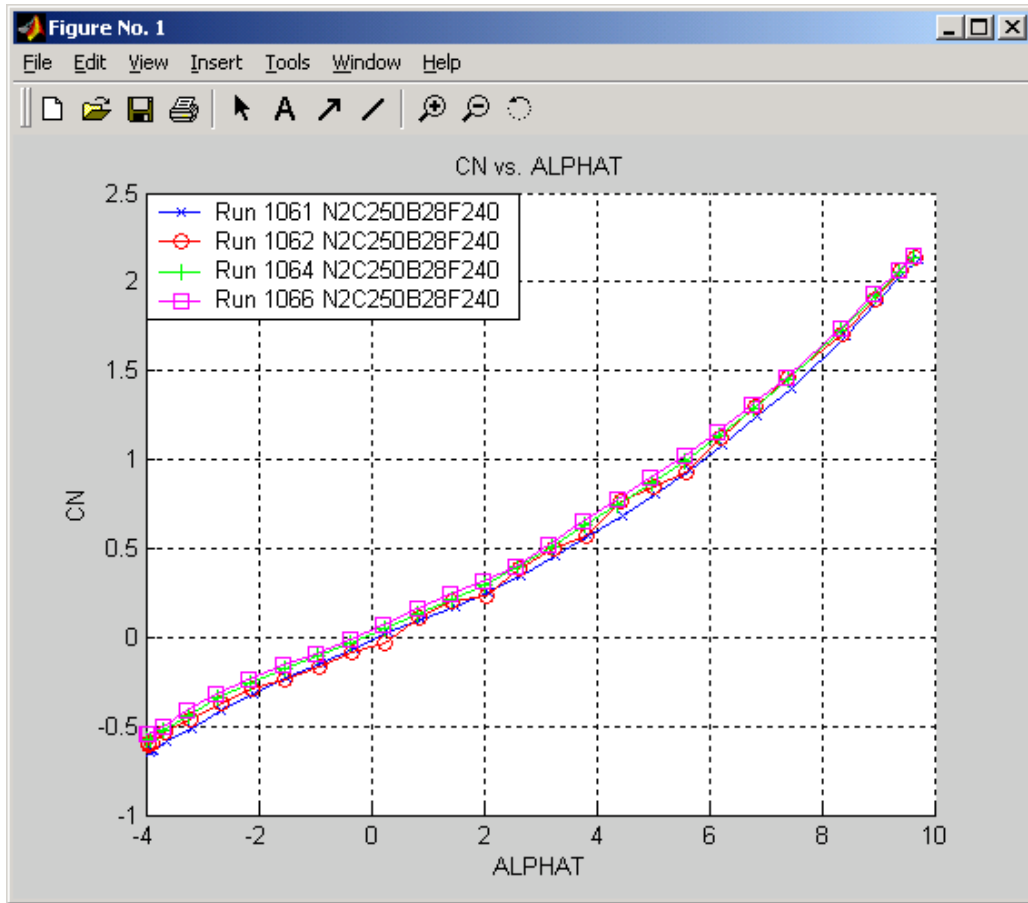 Figure No. 1
File Edit View Insert Tools Window Help
A
CN vs. ALPHAT
2.5
Run 1061 N2C250B28F240
Run 1062 N2C250B28F240
Run 1064 N2C250B28F240
Run 1066 N2C250B28F240
2
1.5
1
CN
0.5
0
-0.5
-1
-4 -2 0 2 4 6 8 10
ALPHAT